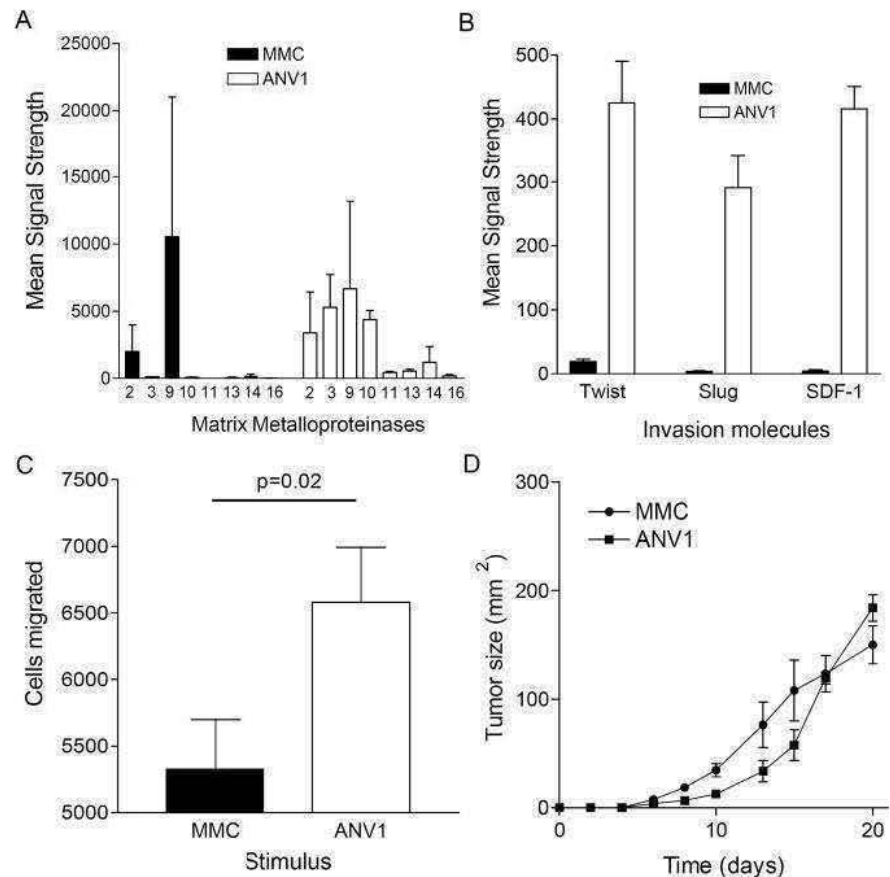 A
MMC
ANV1
25000
20000
15000
10000
5000
0
Mean Signal Strength
2 3 9 10 11 13 14 16 2 3 9 10 11 13 14 16
Matrix Metalloproteinases
B
MMC
ANV1
500
400
300
200
100
0
Mean Signal Strength
Twist Slug SDF-1
Invasion molecules
C
p=0.02
7500
7000
6500
6000
5500
5000
Cells migrated
MMC ANV1
Stimulus
D
MMC
ANV1
300
200
100
0
Tumor size (mm²)
0 10 20
Time (days)